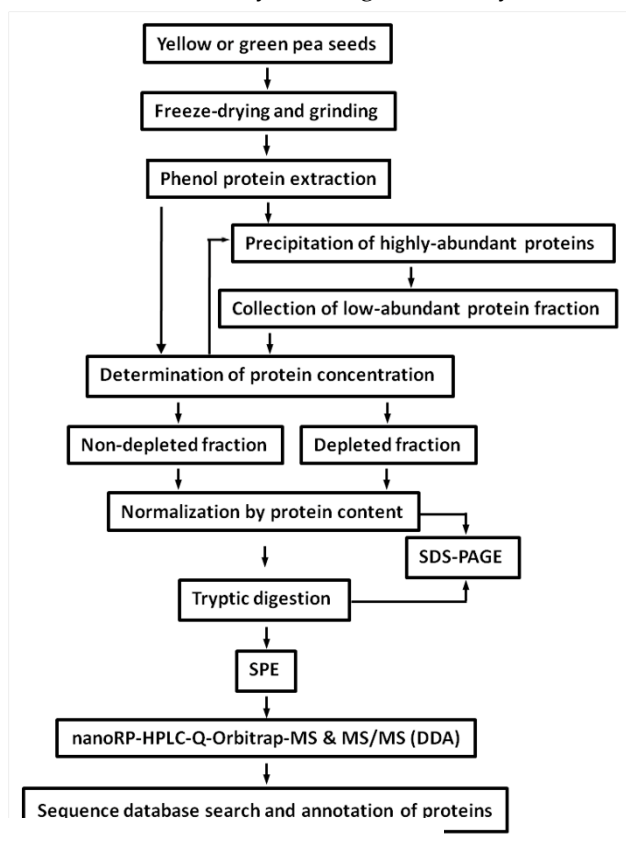 Yellow or green pea seeds
Freeze-drying and grinding
Phenol protein extraction
Precipitation of highly-abundant proteins
Collection of low-abundant protein fraction
Determination of protein concentration
Non-depleted fraction
Depleted fraction
Normalization by protein content
SDS-PAGE
Tryptic digestion
SPE
nanoRP-HPLC-Q-Orbitrap-MS & MS/MS (DDA)
Sequence database search and annotation of proteins